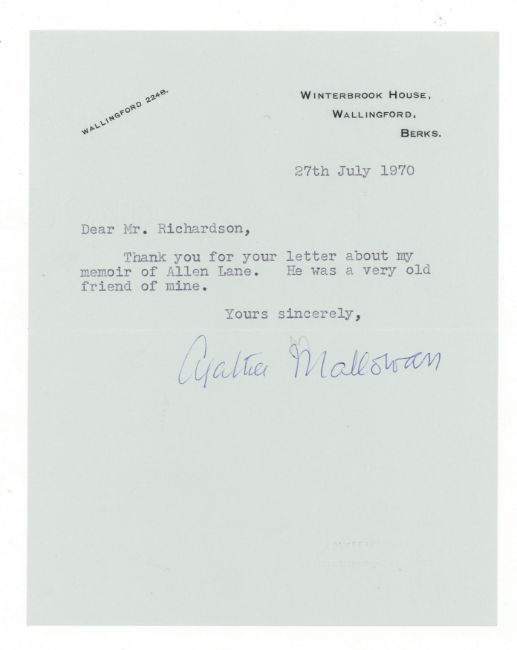 WALLINGFORD 2248.
WINTERBROOK HOUSE,
WALLINGFORD,
BERKS.
27th July 1970
Dear Mr. Richardson,
Thank you for your letter about my
memoir of Allen Lane. He was a very old
friend of mine.
Yours sincerely,
Agatha Mallowan